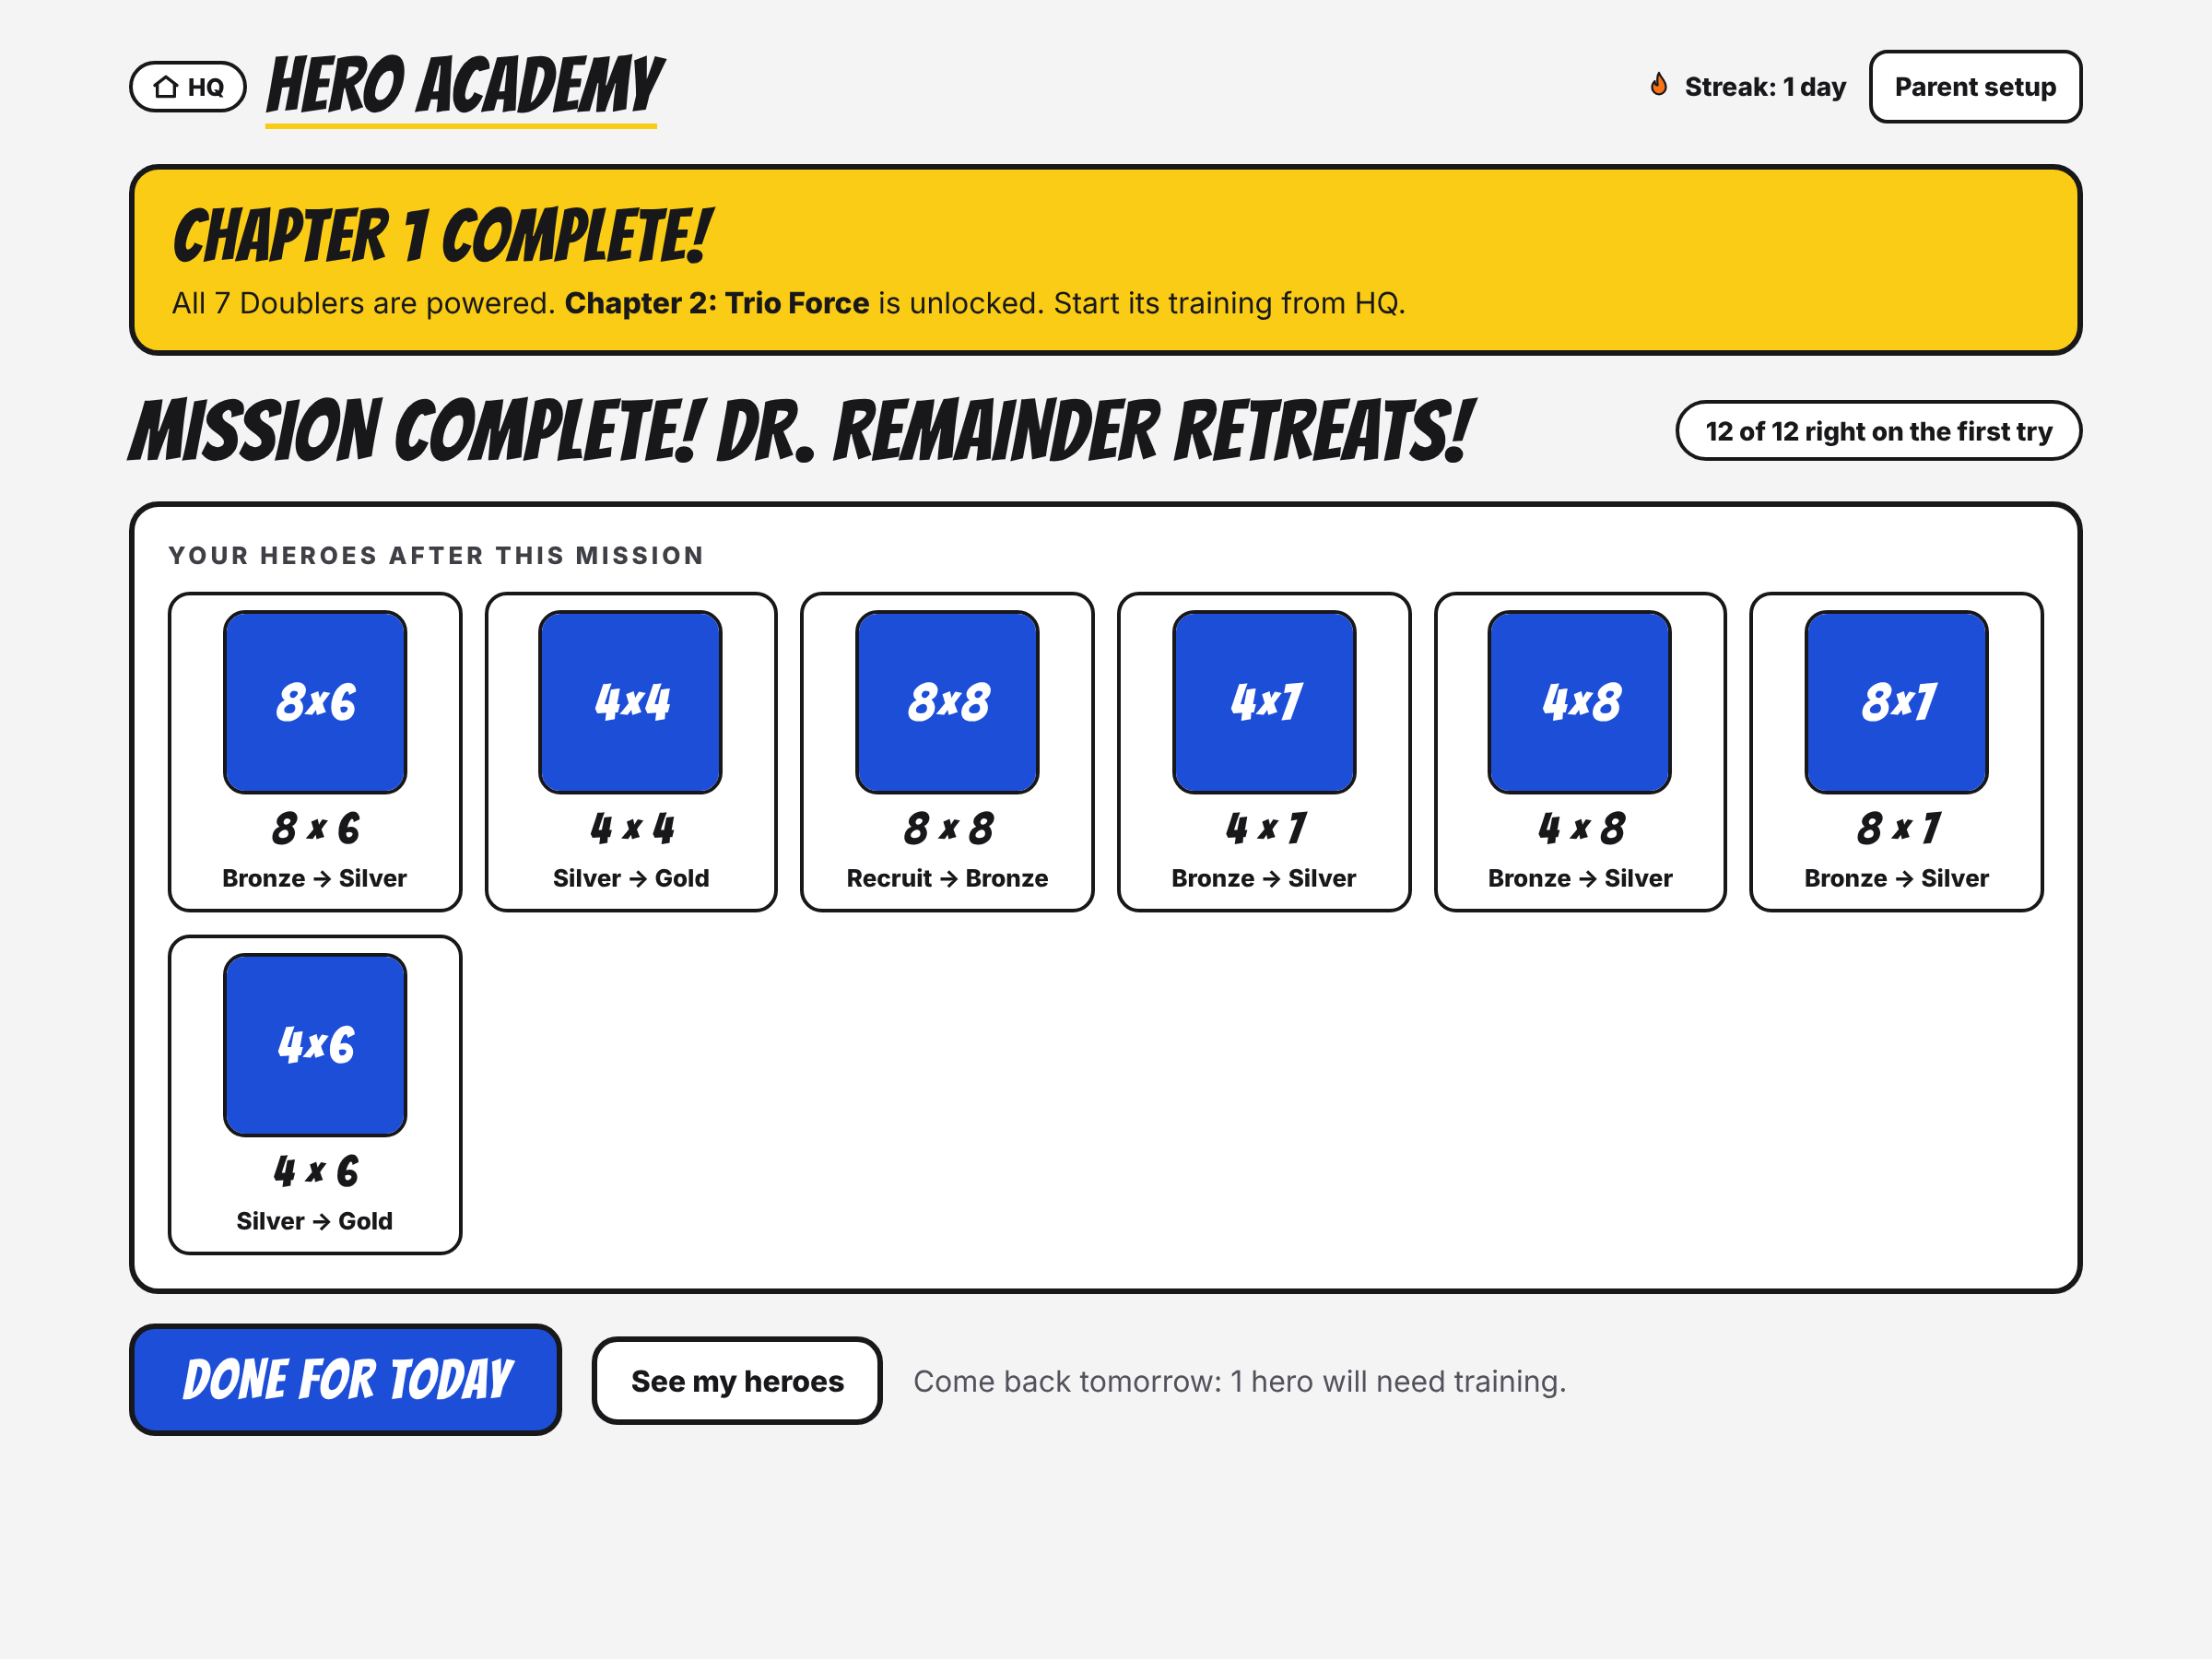 HQ
HERO ACADEMY
Streak: 1 day
Parent setup
CHAPTER 1 COMPLETE!
All 7 Doublers are powered. Chapter 2: Trio Force is unlocked. Start its training from HQ.
MISSION COMPLETE! DR. REMAINDER RETREATS!
12 of 12 right on the first try
YOUR HEROES AFTER THIS MISSION
8x6
4x4
8x8
4x7
4x8
8x7
8 x 6
4 x 4
8 x 8
4 x 7
4 x 8
8 x 7
Bronze → Silver
Silver → Gold
Recruit → Bronze
Bronze → Silver
Bronze → Silver
Bronze → Silver
4x6
4 x 6
Silver → Gold
DONE FOR TODAY
See my heroes
Come back tomorrow: 1 hero will need training.